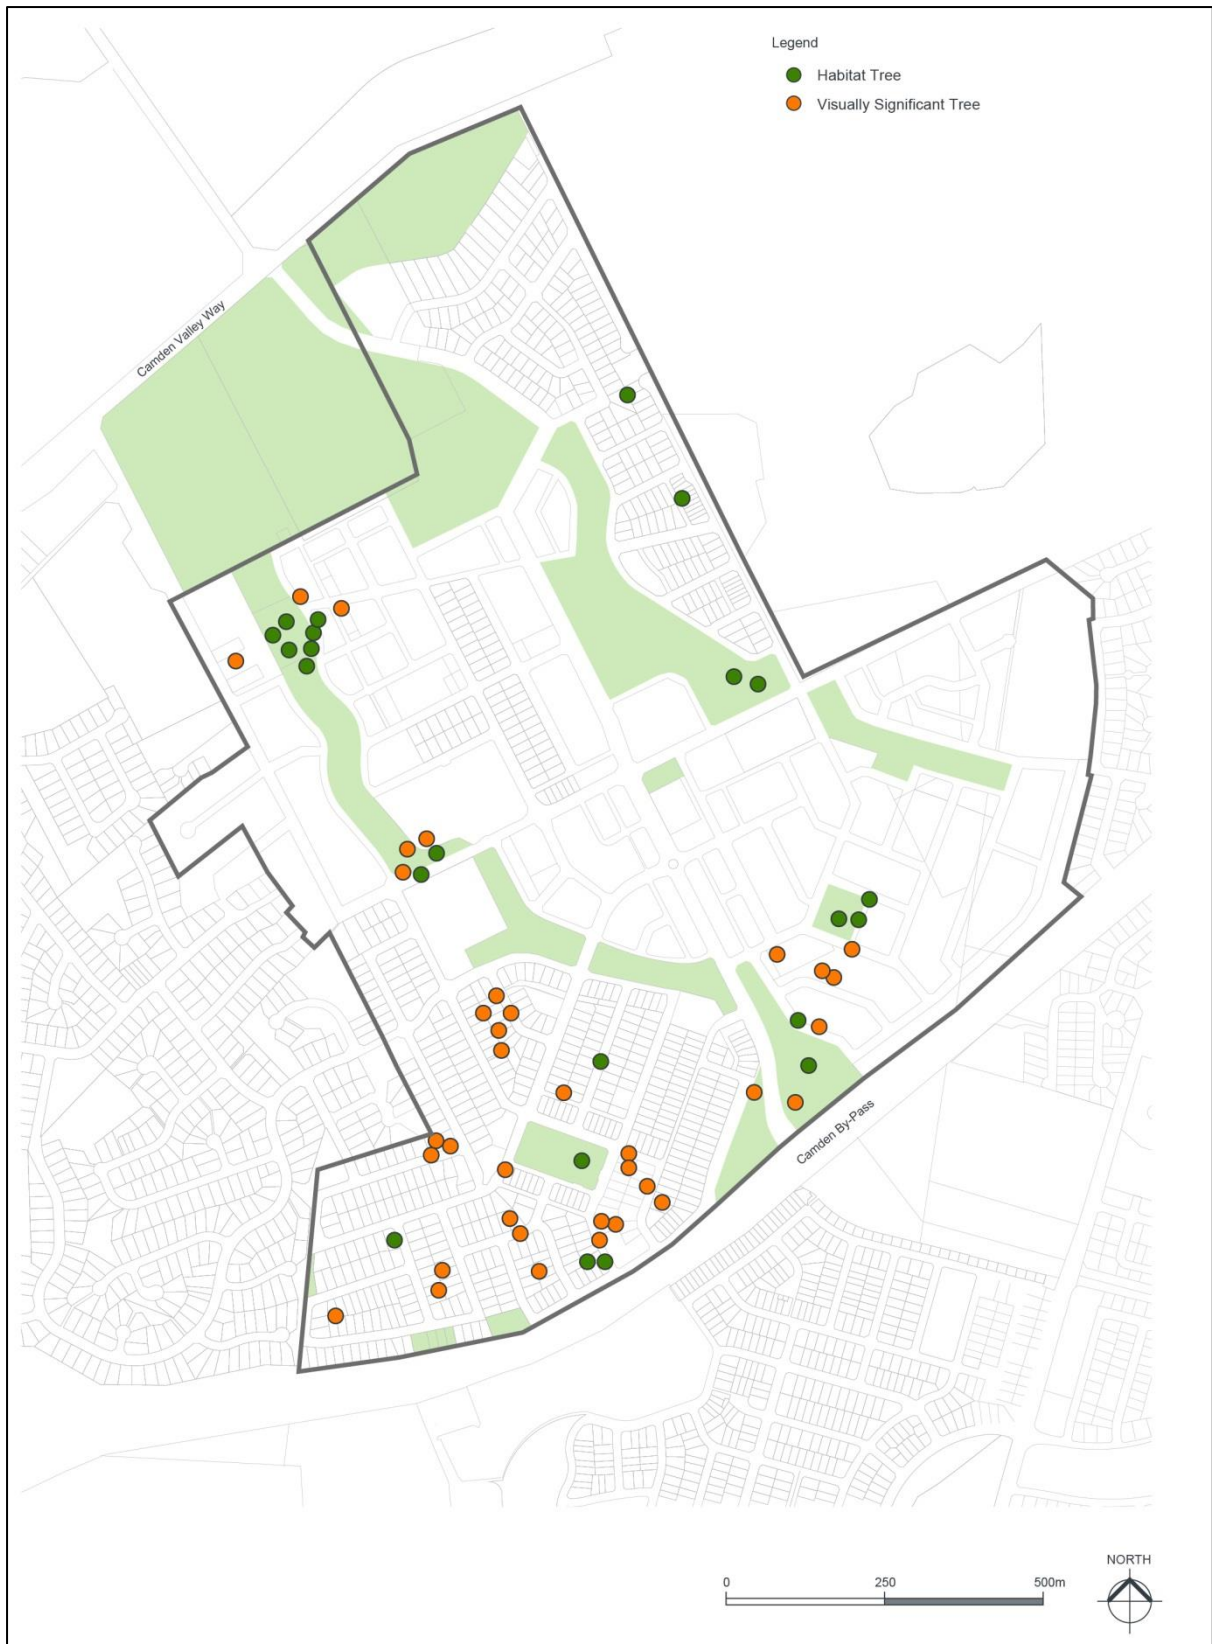 Legend
Habitat Tree
Visually Significant Tree
Camden Valley Way
Camden By-Pass
0 250 500m
NORTH